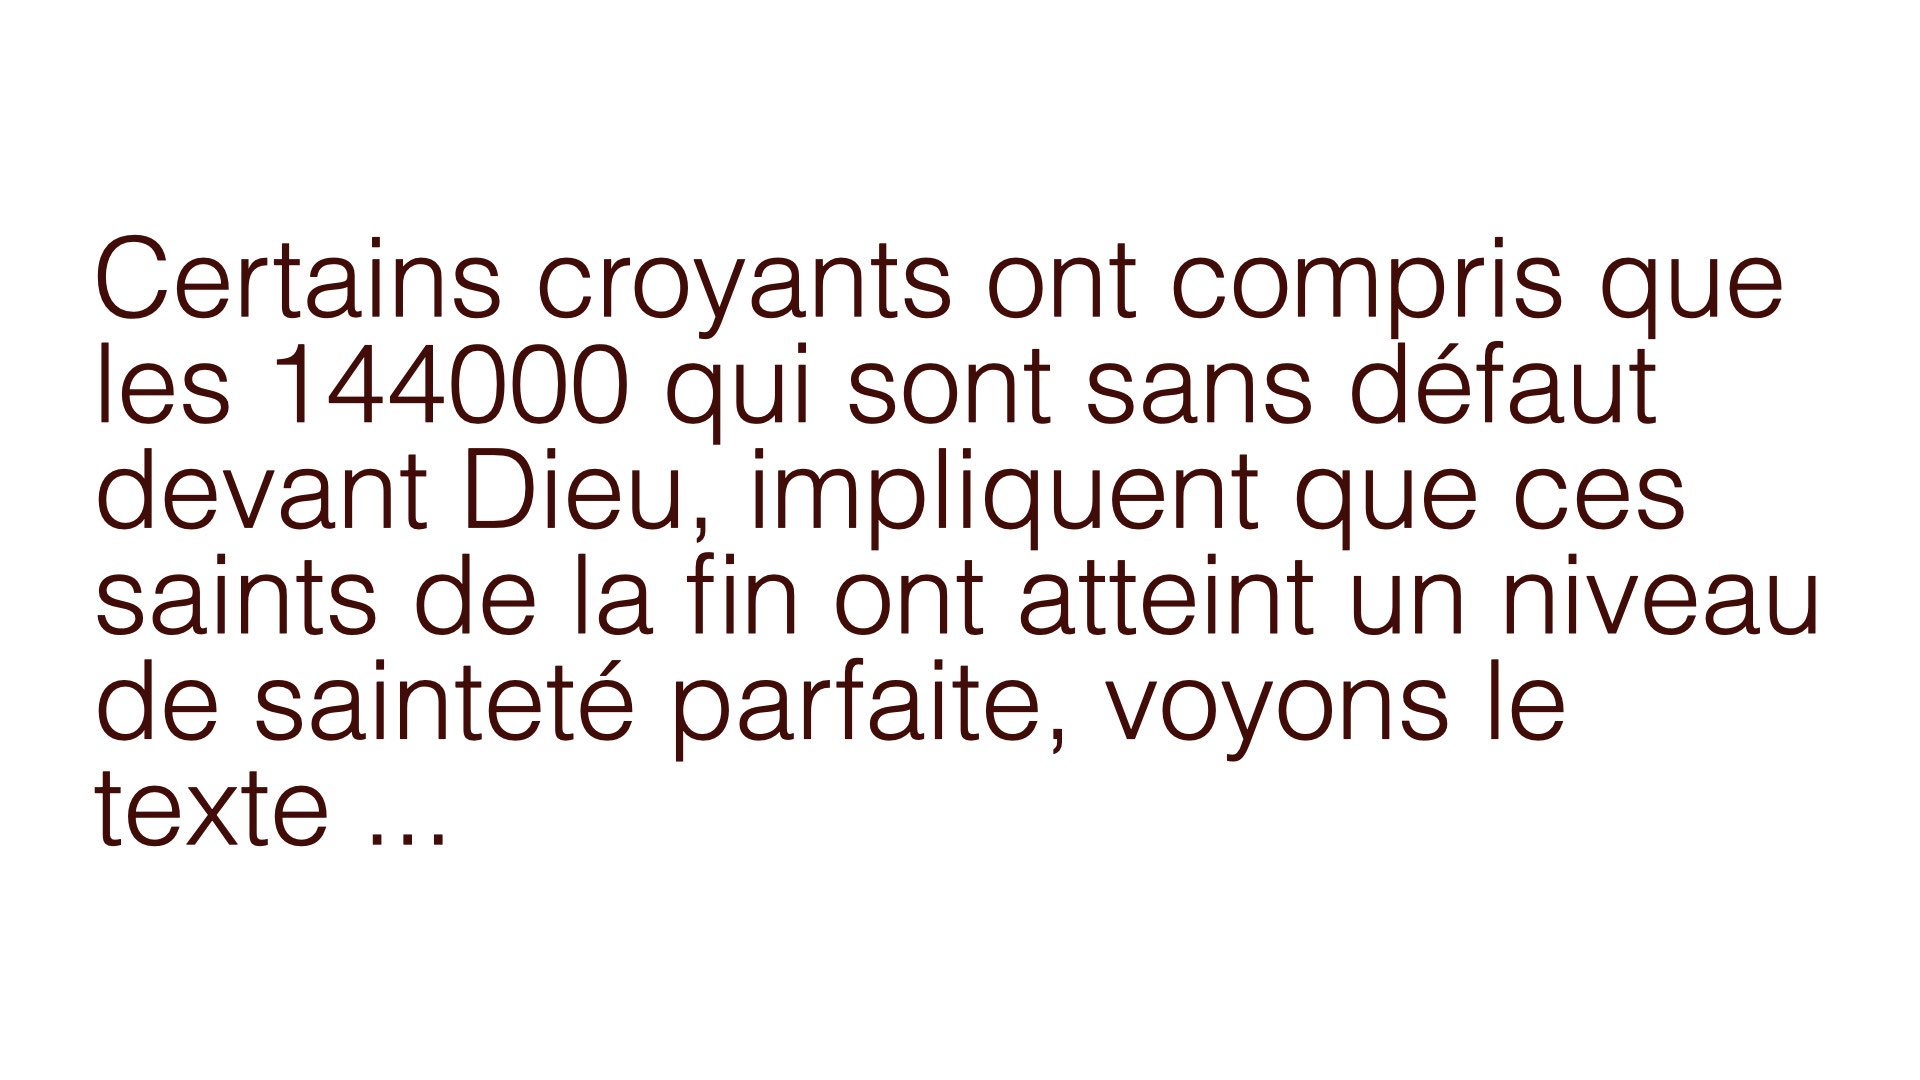 Certains croyants ont compris que
les 144000 qui sont sans défaut
devant Dieu, impliquent que ces
saints de la fin ont atteint un niveau
de sainteté parfaite, voyons le
texte ...